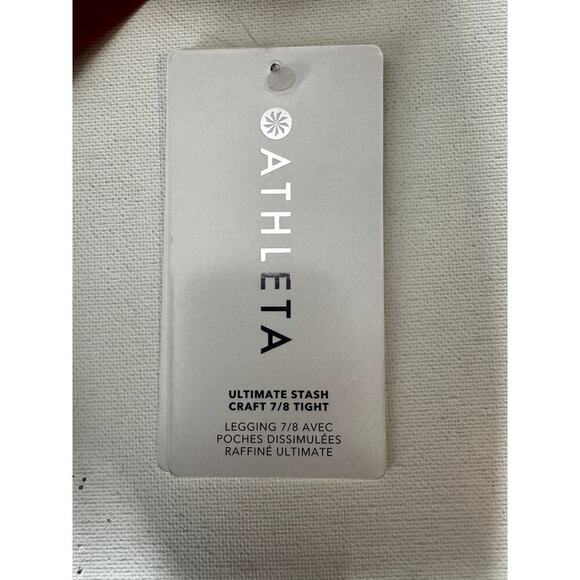 ATHLETA
ULTIMATE STASH
CRAFT 7/8 TIGHT
LEGGING 7/8 AVEC
POCHES DISSIMULÉES
RAFFINÉ ULTIMATE